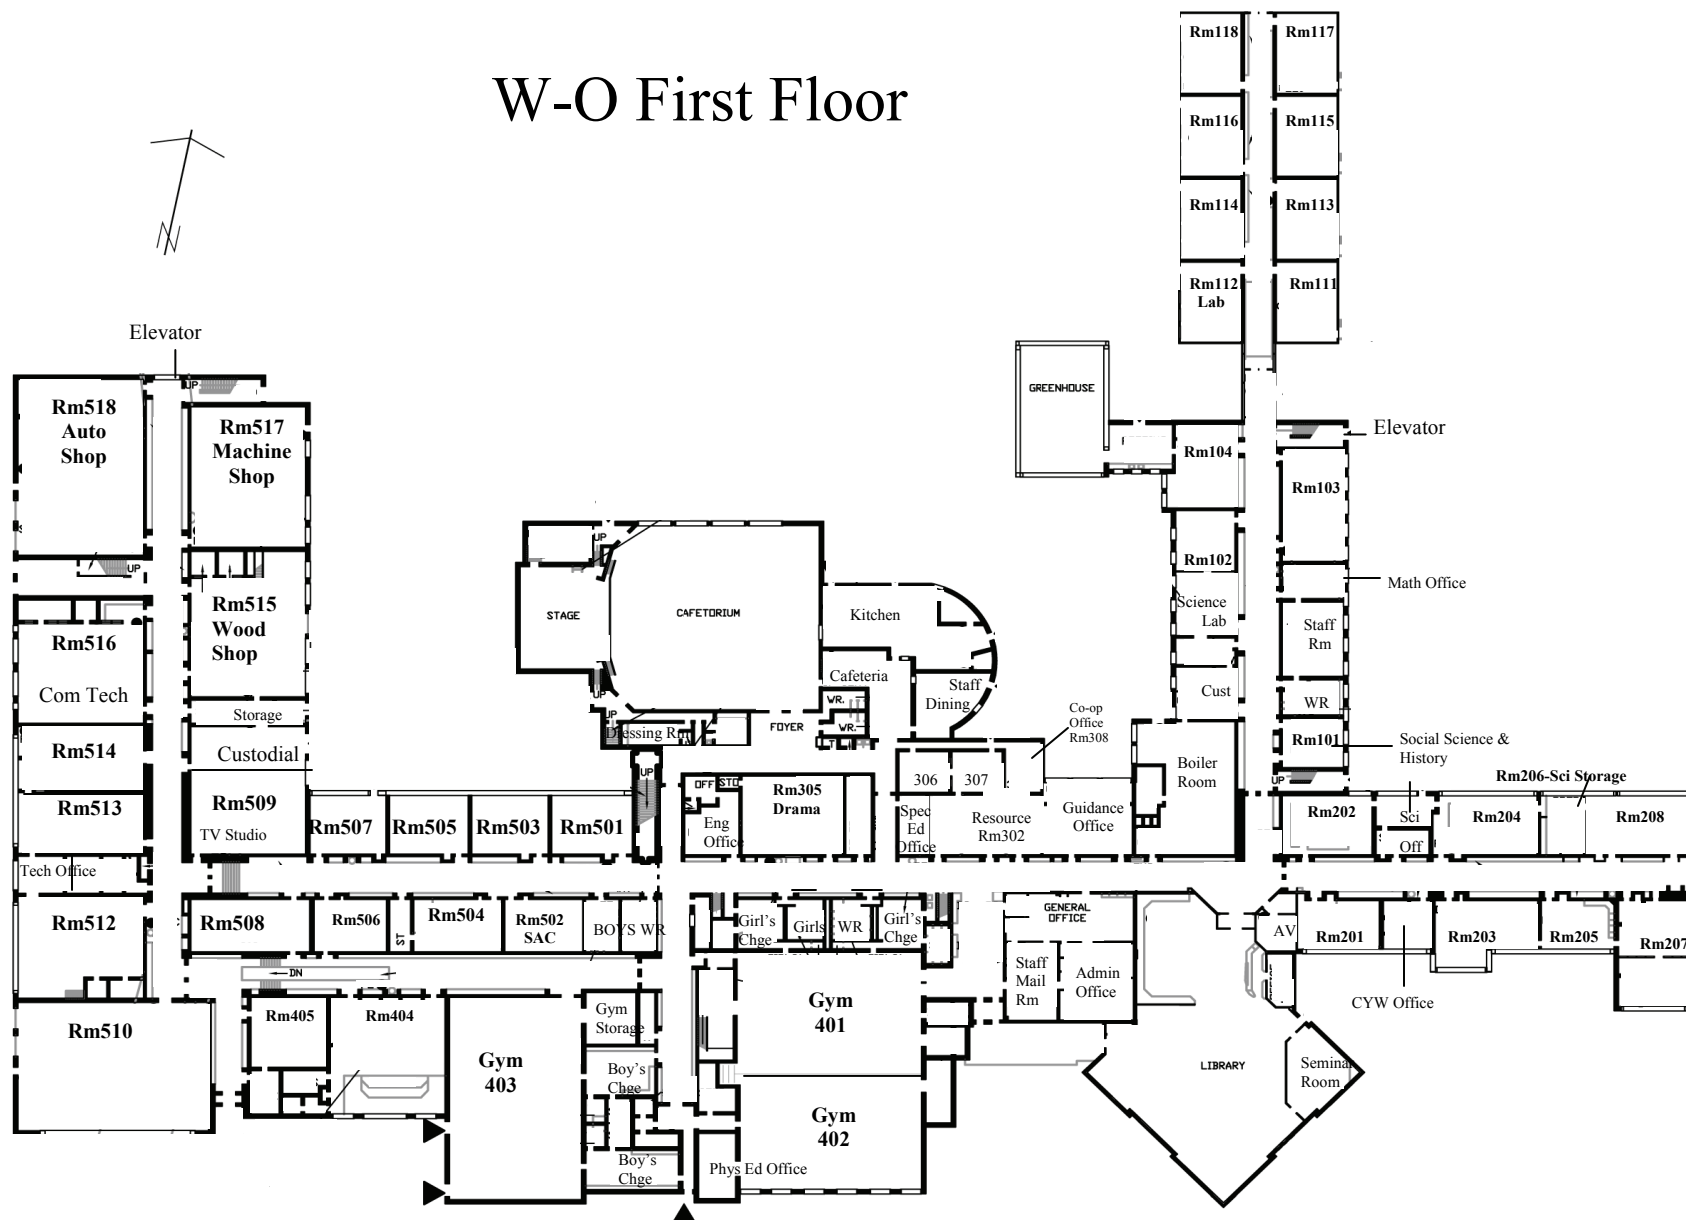 W-O First Floor
N
Rm118
Rm117
Rm116
Rm115
Rm114
Rm113
Rm112
Lab
Rm111
Elevator
UP
Rm518
Auto
Shop
Rm517
Machine
Shop
UP
Rm515
Wood
Shop
Rm516
Com Tech
Storage
Custodial
Rm514
Rm513
Rm509
TV Studio
Tech Office
Rm512
Rm510
Rm507
Rm505
Rm503
Rm501
Rm508
Rm506
ST
Rm504
Rm502
SAC
BOYS WR
DN
Rm405
Rm404
Gym
403
Gym
Storage
Boy's
Chge
Boy's
Chge
UP
STAGE
CAFETORIUM
UP
UP
Dressing Rm
FOYER
UP
Kitchen
Cafeteria
WR.
WR.
Staff
Dining
OFF
STO
Eng
Office
Rm305
Drama
306
307
Co-op
Office
Rm308
Spec
Ed
Office
Resource
Rm302
Guidance
Office
Boiler
Room
Girl's
Chge
Girls
WR
Girl's
Chge
Gym
401
Gym
402
Phys Ed Office
GENERAL
OFFICE
Staff
Mail
Rm
Admin
Office
LIBRARY
Seminar
Room
AV
GREENHOUSE
Rm104
Elevator
Rm103
Rm102
Science
Lab
Math Office
Staff
Rm
Cust
WR
Rm101
Social Science &
History
UP
Rm206-Sci Storage
Rm202
Sci
Off
Rm204
Rm208
Rm201
CYW Office
Rm203
Rm205
Rm207